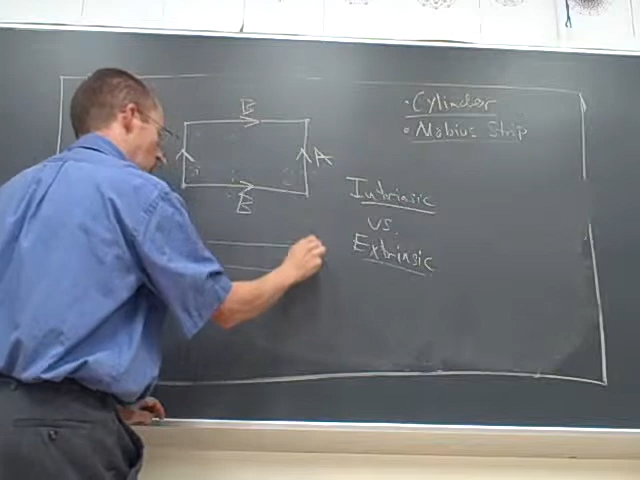 B
A
B
• Cylinder
• Mobius Strip
Intrinsic
vs.
Extrinsic